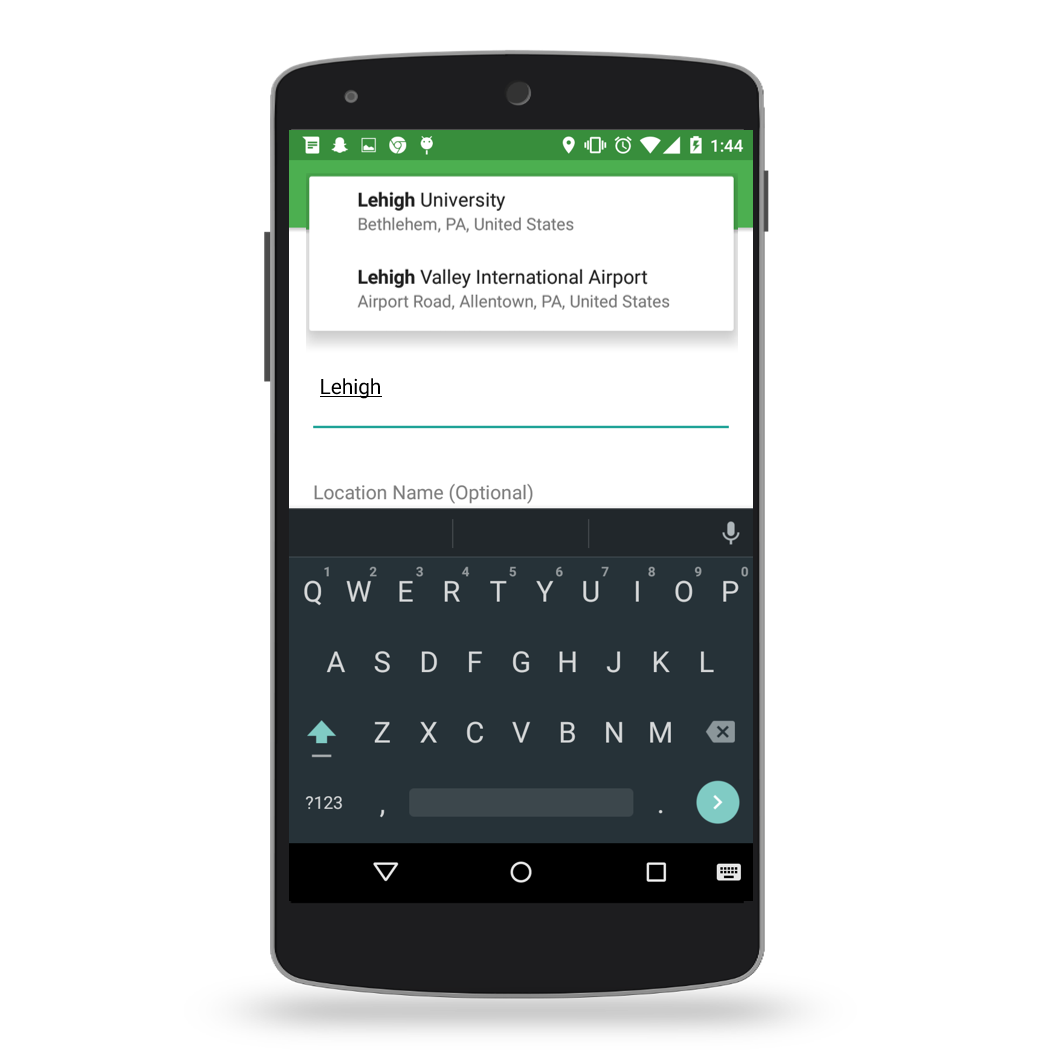 1:44
Lehigh University
Bethlehem, PA, United States
Lehigh Valley International Airport
Airport Road, Allentown, PA, United States
Lehigh
Location Name (Optional)
1 2 3 4 5 6 7 8 9 0
Q W E R T Y U I O P
A S D F G H J K L
Z X C V B N M
?123 , .